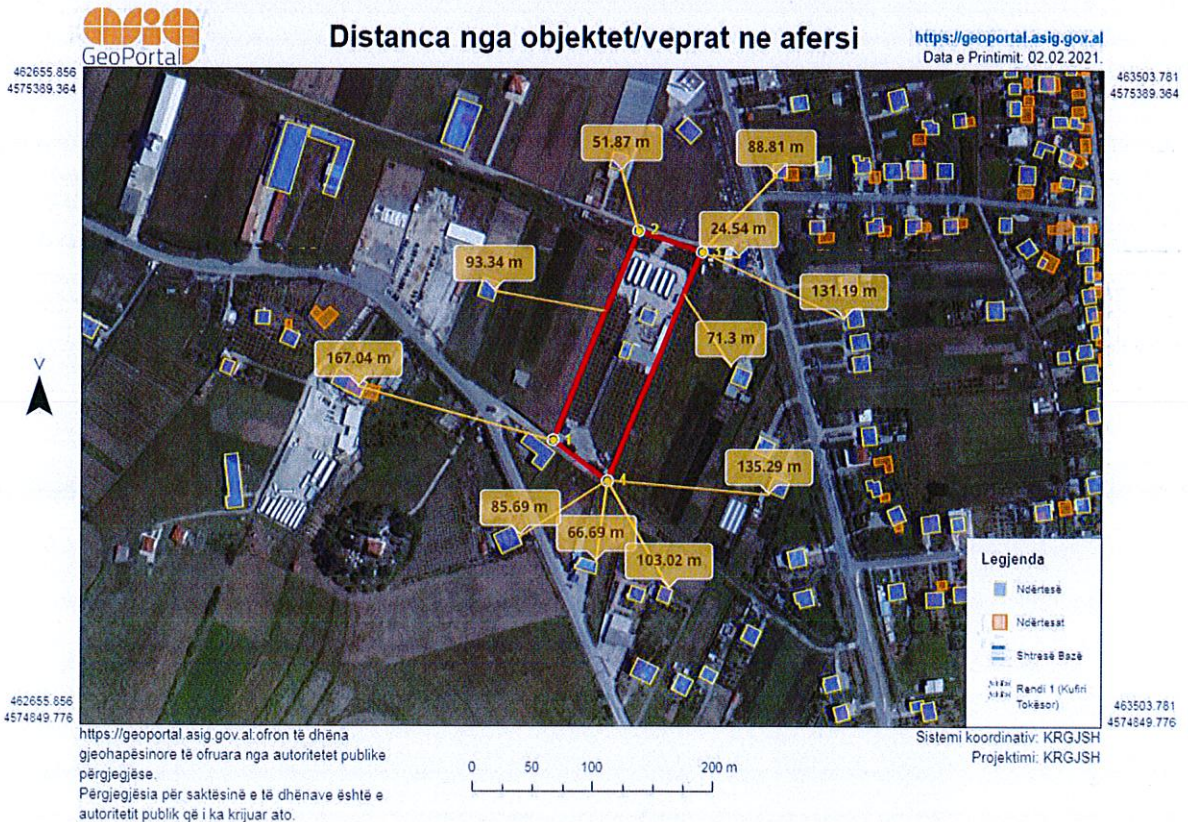 asig
GeoPortal
Distanca nga objektet/veprat ne afersi
https://geoportal.asig.gov.al
Data e Printimit: 02.02.2021.
462655.856
4575389.364
463503.781
4575389.364
51.87 m
88.81 m
2
24.54 m
3
93.34 m
131.19 m
71.3 m
167.04 m
V
1
135.29 m
4
85.69 m
66.69 m
103.02 m
Legjenda
Ndërtesë
Ndërtesat
Shtresë Bazë
Rendi 1 (Kufiri
Tokësor)
462655.856
4574849.776
463503.781
4574849.776
https://geoportal.asig.gov.al:ofron të dhëna
gjeohapësinore të ofruara nga autoritetet publike
përgjegjëse.
Përgjegjësia për saktësinë e të dhënave është e
autoritetit publik që i ka krijuar ato.
0 50 100 200 m
Sistemi koordinativ: KRGJSH
Projektimi: KRGJSH